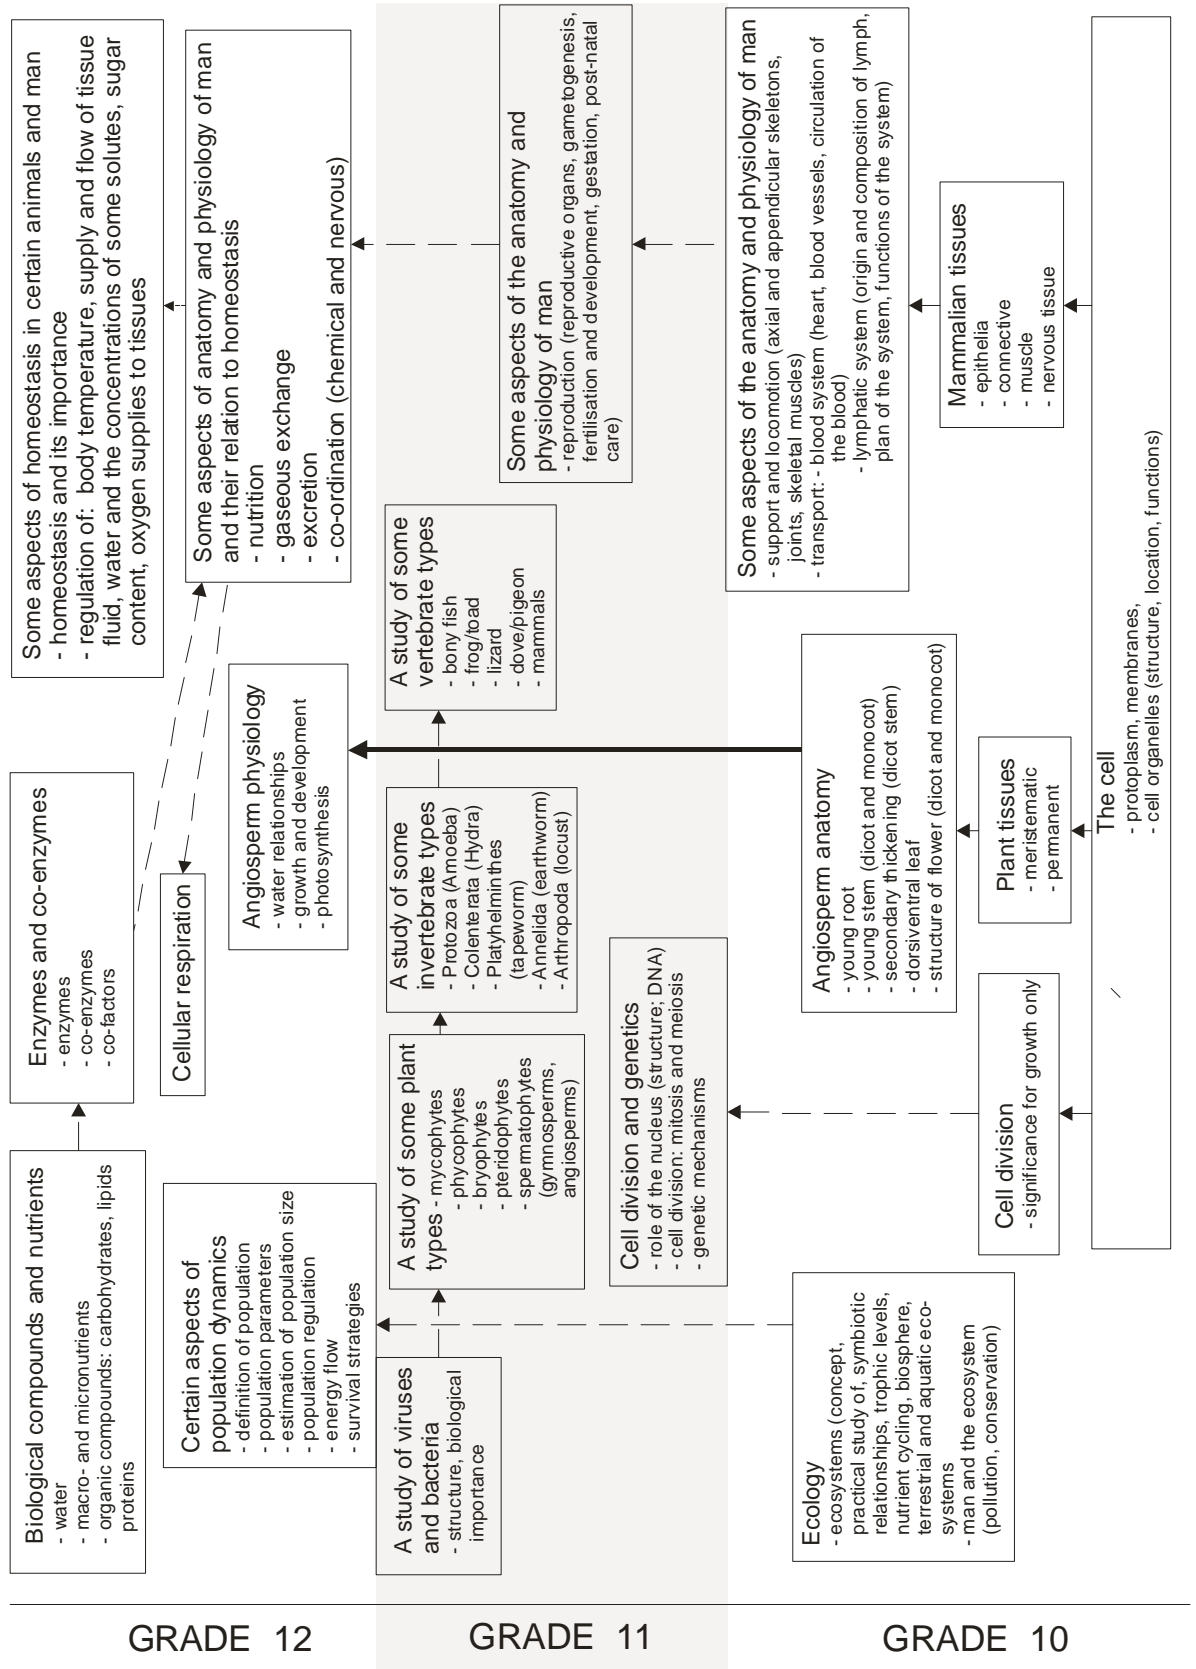 GRADE 12
Biological compounds and nutrients
- water
- macro- and micronutrients
- organic compounds: carbohydrates, lipids
proteins
Enzymes and co-enzymes
- enzymes
- co-enzymes
- co-factors
Some aspects of homeostasis in certain animals and man
- homeostasis and its importance
- regulation of: body temperature, supply and flow of tissue
fluid, water and the concentrations of some solutes, sugar
content, oxygen supplies to tissues
Certain aspects of
population dynamics
- definition of population
- population parameters
- estimation of population size
- population regulation
- energy flow
- survival strategies
Cellular respiration
Angiosperm physiology
- water relationships
- growth and development
- photosynthesis
Some aspects of anatomy and physiology of man
and their relation to homeostasis
- nutrition
- gaseous exchange
- excretion
- co-ordination (chemical and nervous)
GRADE 11
A study of viruses
and bacteria
- structure, biological
importance
A study of some plant
types - mycophytes
- phycophytes
- bryophytes
- pteridophytes
- spermatophytes
(gymnosperms,
angiosperms)
A study of some
invertebrate types
- Protozoa (Amoeba)
- Colenterata (Hydra)
- Platyhelminthes
(tapeworm)
- Annelida (earthworm)
- Arthropoda (locust)
A study of some
vertebrate types
- bony fish
- frog/toad
- lizard
- dove/pigeon
- mammals
Some aspects of the anatomy and
physiology of man
- reproduction (reproductive organs, gametogenesis,
fertilisation and development, gestation, post-natal
care)
Cell division and genetics
- role of the nucleus (structure; DNA)
- cell division: mitosis and meiosis
- genetic mechanisms
GRADE 10
Ecology
- ecosystems (concept,
practical study of, symbiotic
relationships, trophic levels,
nutrient cycling, biosphere,
terrestrial and aquatic eco-
systems
- man and the ecosystem
(pollution, conservation)
Angiosperm anatomy
- young root
- young stem (dicot and monocot)
- secondary thickening (dicot stem)
- dorsiventral leaf
- structure of flower (dicot and monocot)
Some aspects of the anatomy and physiology of man
- support and locomotion (axial and appendicular skeletons,
joints, skeletal muscles)
- transport: - blood system (heart, blood vessels, circulation of
the blood)
- lymphatic system (origin and composition of lymph,
plan of the system, functions of the system)
Cell division
- significance for growth only
Plant tissues
- meristematic
- permanent
Mammalian tissues
- epithelia
- connective
- muscle
- nervous tissue
The cell
- protoplasm, membranes,
- cell organelles (structure, location, functions)